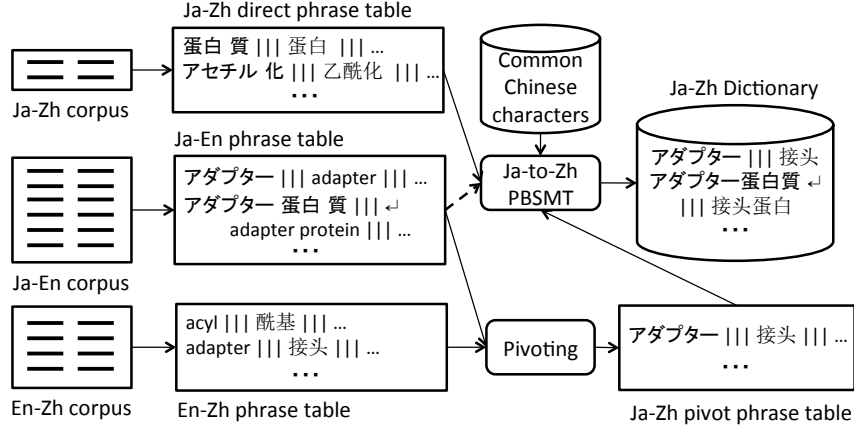 Ja-Zh direct phrase table
蛋白 質 ||| 蛋白 ||| ...
アセチル 化 ||| 乙酰化 ||| ...
...
Ja-Zh corpus
Common
Chinese
characters
Ja-Zh Dictionary
アダプター ||| 接头
アダプター蛋白質 ↵
||| 接头蛋白
...
Ja-En phrase table
アダプター ||| adapter ||| ...
アダプター 蛋白 質 ||| ↵
adapter protein ||| ...
...
Ja-En corpus
Ja-to-Zh
PBSMT
acyl ||| 酰基 ||| ...
adapter ||| 接头 ||| ...
...
En-Zh corpus
En-Zh phrase table
Pivoting
アダプター ||| 接头 ||| ...
...
Ja-Zh pivot phrase table